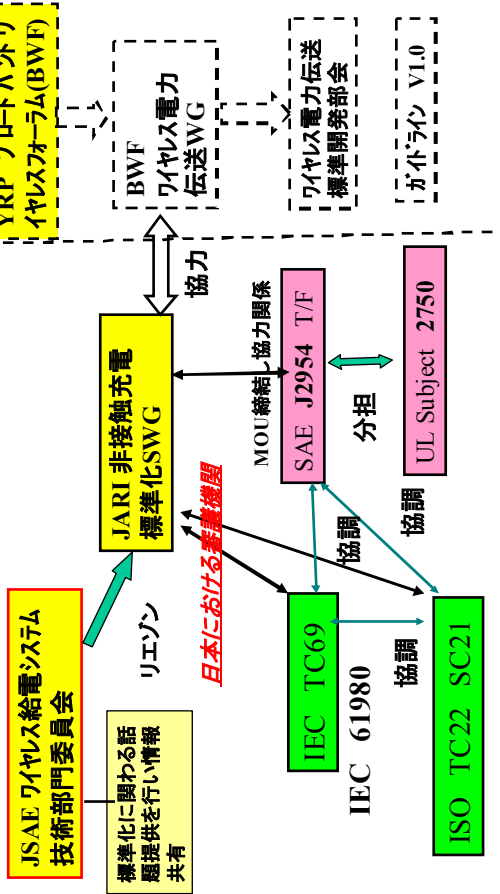 JSAE ワイヤレス給電システム
技術部門委員会
標準化に関わる話
題提供を行い情報
共有
リエゾン
JARI 非接触充電
標準化SWG
日本における審議機関
協力
YRP ブロードバンドワ
イヤレスフォーラム(BWF)
BWF
ワイヤレス電力
伝送WG
ワイヤレス電力伝送
標準開発部会
ガイドライン V1.0
MOU締結し協力関係
SAE J2954 T/F
分担
UL Subject 2750
協調
協調
IEC TC69
IEC 61980
協調
ISO TC22 SC21